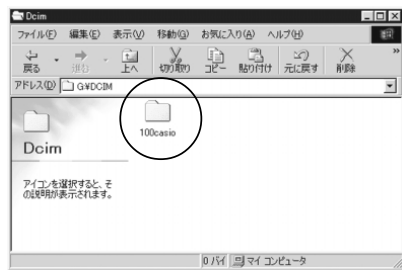 Dcim
ファイル(F) 編集(E) 表示(V) 移動(G) お気に入り(A) ヘルプ(H)
戻る 進む 上へ 切り取り コピー 貼り付け 元に戻す 削除 »
アドレス(D) G:¥DCIM
100casio
Dcim
アイコンを選択すると、そ
の説明が表示されます。
0 バイ マイ コンピュータ